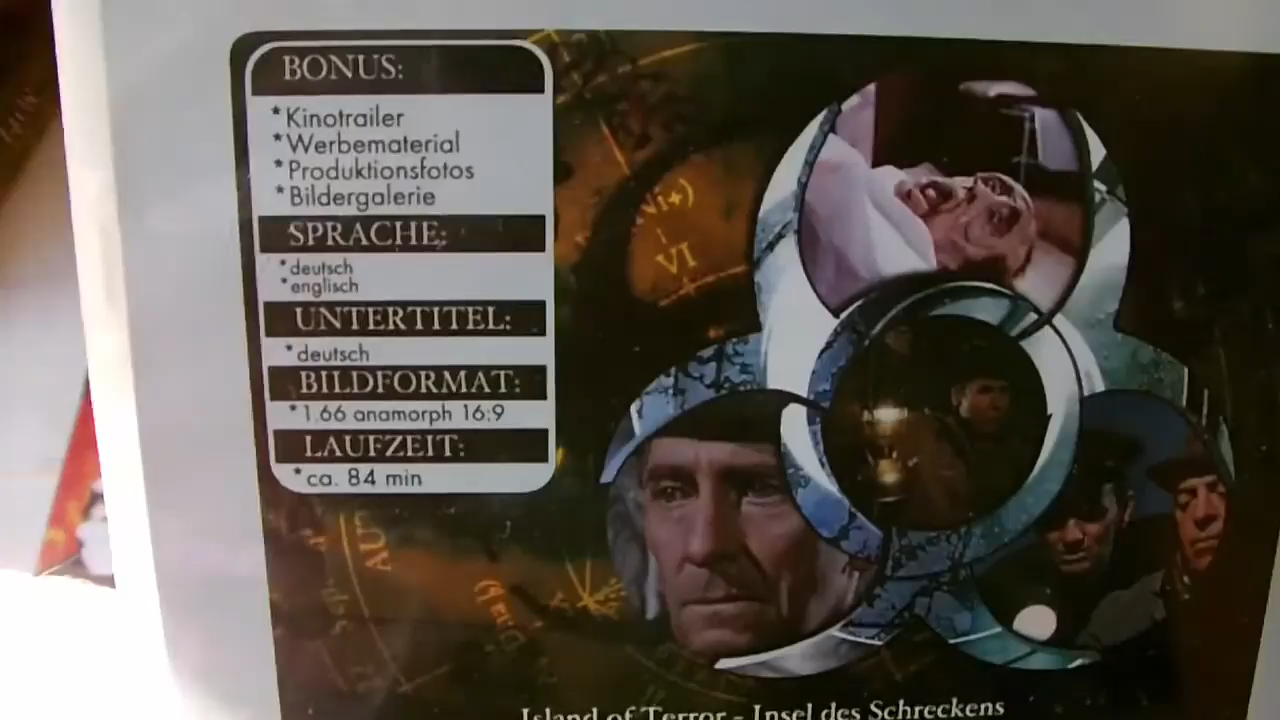 BONUS:
*Kinotrailer
*Werbematerial
*Produktionsfotos
*Bildergalerie
SPRACHE:
*deutsch
*englisch
UNTERTITEL:
*deutsch
BILDFORMAT:
*1.66 anamorph 16:9
LAUFZEIT:
*ca. 84 min
VI
Island of Terror - Insel des Schreckens